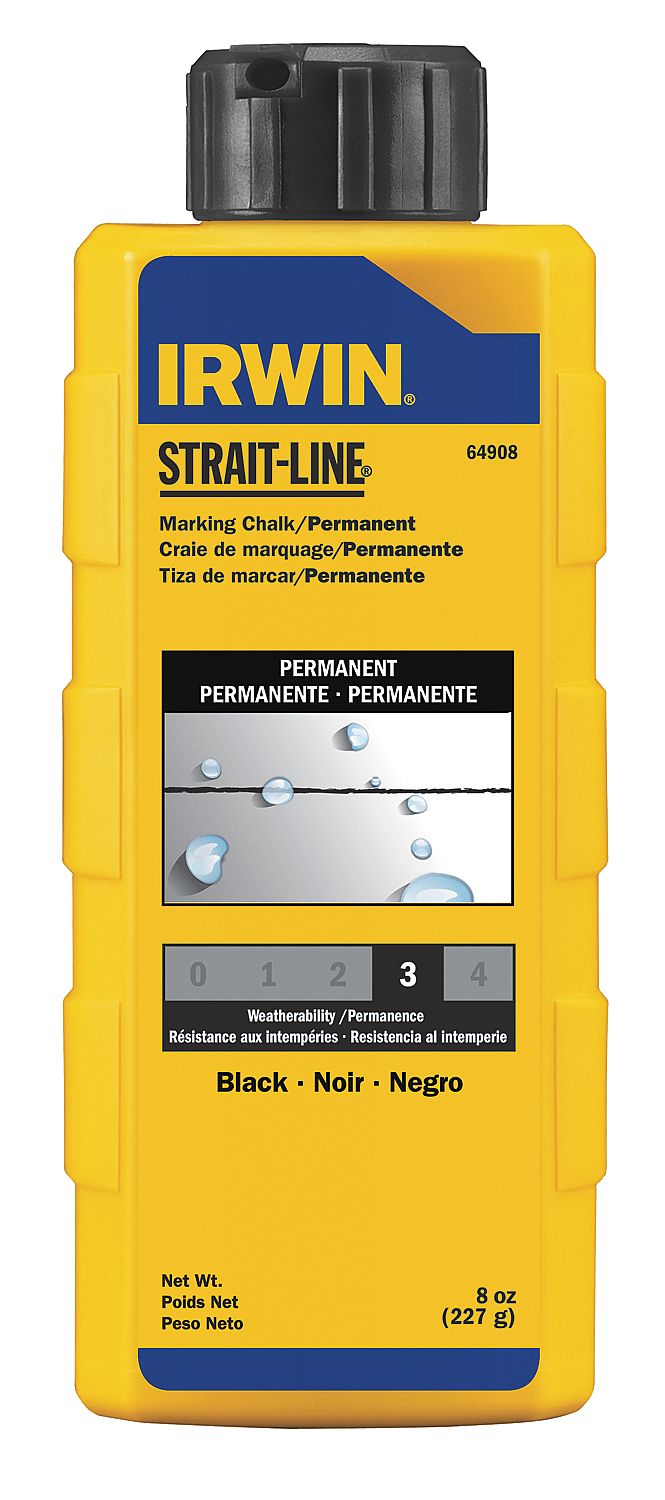 IRWIN®
STRAIT-LINE®
64908
Marking Chalk/Permanent
Craie de marquage/Permanente
Tiza de marcar/Permanente
PERMANENT
PERMANENTE · PERMANENTE
0 1 2 3 4
Weatherability /Permanence
Résistance aux intempéries · Resistencia al intemperie
Black · Noir · Negro
Net Wt.
Poids Net
Peso Neto
8 oz
(227 g)